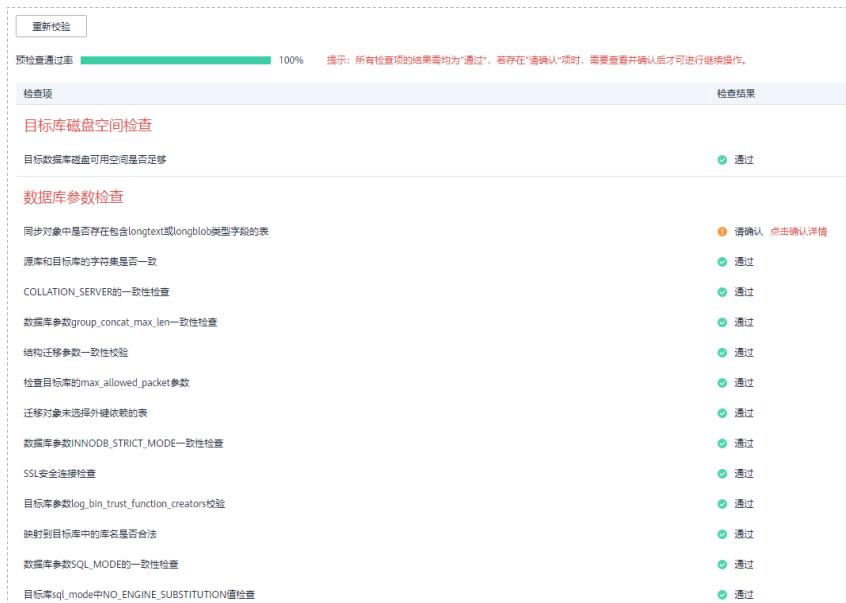 重新校验
预检查通过率 100% 提示：所有检查项的结果需均为“通过”，若存在“请确认”项时，需要查看并确认后才可进行继续操作。
检查项 检查结果
目标库磁盘空间检查
目标数据库磁盘可用空间是否足够 通过
数据库参数检查
同步对象中是否存在包含longtext或longblob类型字段的表 请确认 点击确认详情
源库和目标库的字符集是否一致 通过
COLLATION_SERVER的一致性检查 通过
数据库参数group_concat_max_len一致性检查 通过
结构迁移参数一致性校验 通过
检查目标库的max_allowed_packet参数 通过
迁移对象未选择外键依赖的表 通过
数据库参数INNODB_STRICT_MODE一致性检查 通过
SSL安全连接检查 通过
目标库参数log_bin_trust_function_creators校验 通过
映射到目标库中的库名是否合法 通过
数据库参数SQL_MODE的一致性检查 通过
目标库sql_mode中NO_ENGINE_SUBSTITUTION值检查 通过